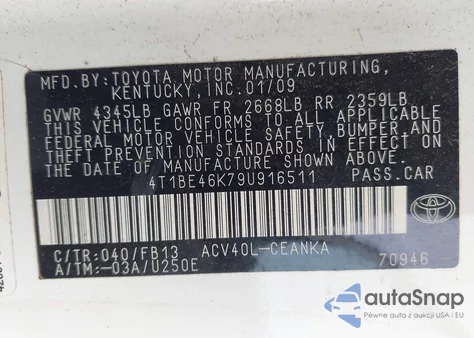 MFD.BY:TOYOTA MOTOR MANUFACTURING,
KENTUCKY, INC. 01/09
GVWR 4345LB GAWR FR 2668LB RR 2359LB
THIS VEHICLE CONFORMS TO ALL APPLICABLE
FEDERAL MOTOR VEHICLE SAFETY, BUMPER, AND
THEFT PREVENTION STANDARDS IN EFFECT ON
THE DATE OF MANUFACTURE SHOWN ABOVE.
4T1BE46K79U916511 PASS.CAR
TOYOTA
C/TR:040/FB13 ACV40L-CEANKA
A/TM:-03A/U250E 70946
autoSnap
Pewne auta z USA i EU